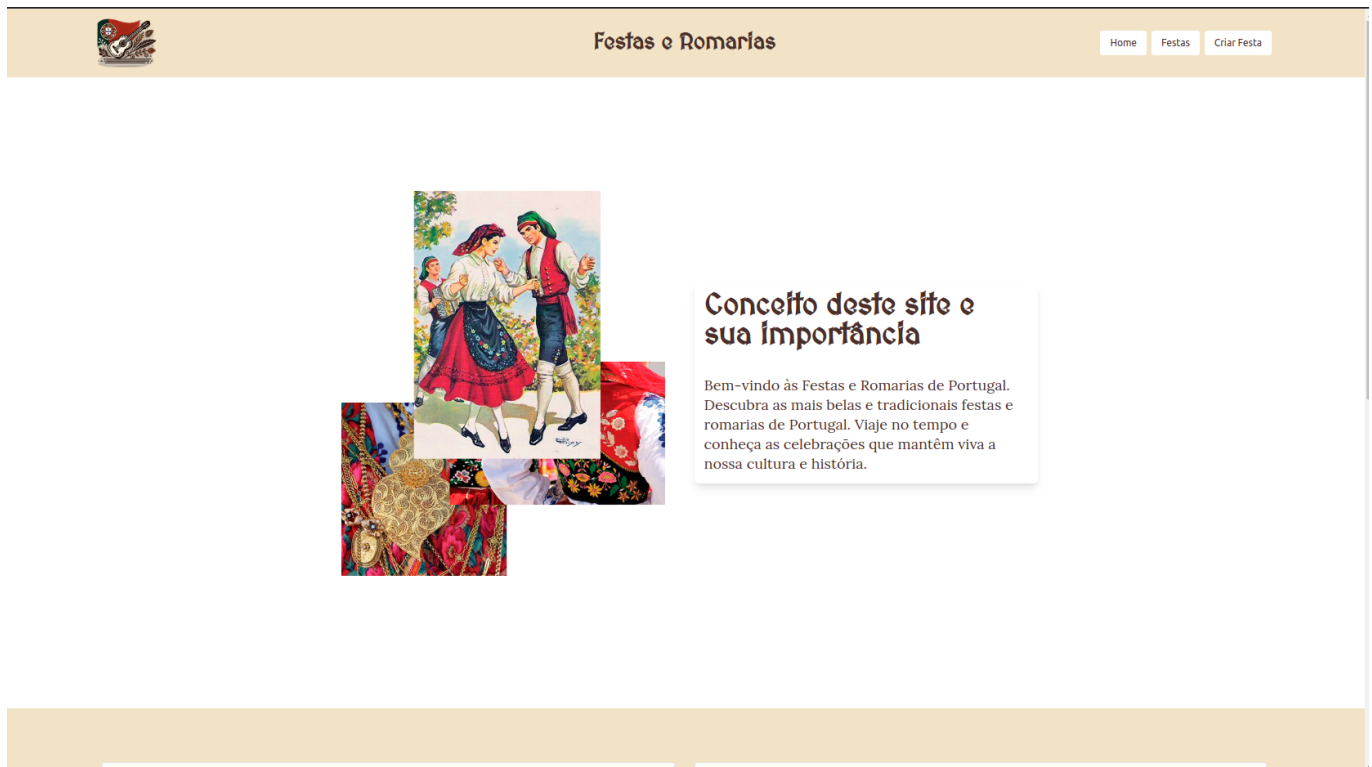 Festas e Romarias
Home
Festas
Criar Festa
Conceito deste site e
sua importância
Bem-vindo às Festas e Romarias de Portugal.
Descubra as mais belas e tradicionais festas e
romarias de Portugal. Viaje no tempo e
conheça as celebrações que mantêm viva a
nossa cultura e história.